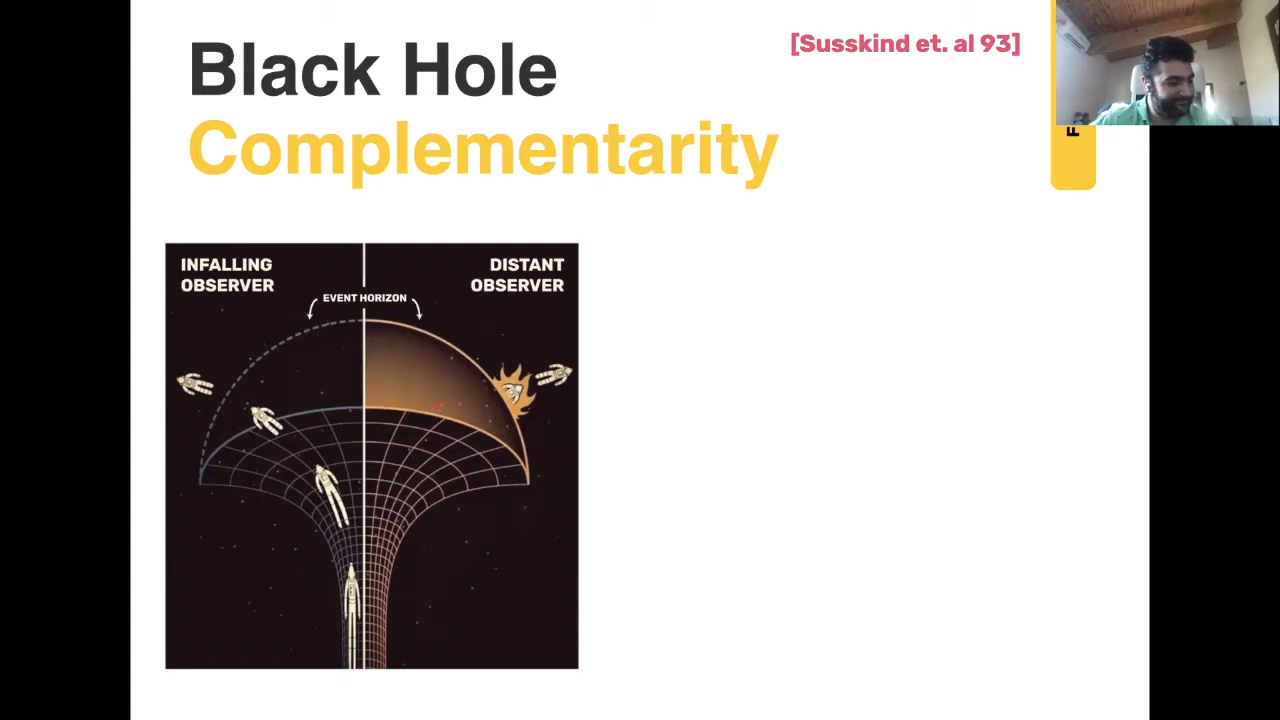 Black Hole
Complementarity
[Susskind et. al 93]
F
INFALLING
OBSERVER
DISTANT
OBSERVER
EVENT HORIZON